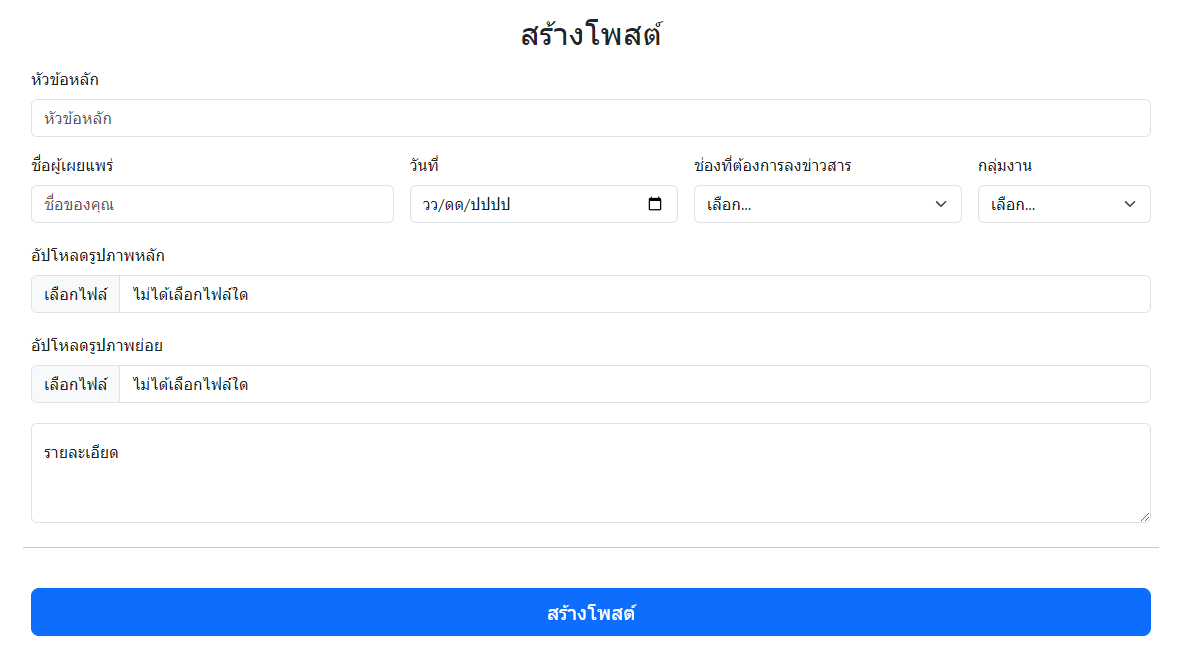 สร้างโพสต์
หัวข้อหลัก
หัวข้อหลัก
ชื่อผู้เผยแพร่ วันที่ ช่องที่ต้องการลงข่าวสาร กลุ่มงาน
ชื่อของคุณ วว/ดด/ปปปป เลือก... เลือก...
อัปโหลดรูปภาพหลัก
เลือกไฟล์ ไม่ได้เลือกไฟล์ใด
อัปโหลดรูปภาพย่อย
เลือกไฟล์ ไม่ได้เลือกไฟล์ใด
รายละเอียด
สร้างโพสต์